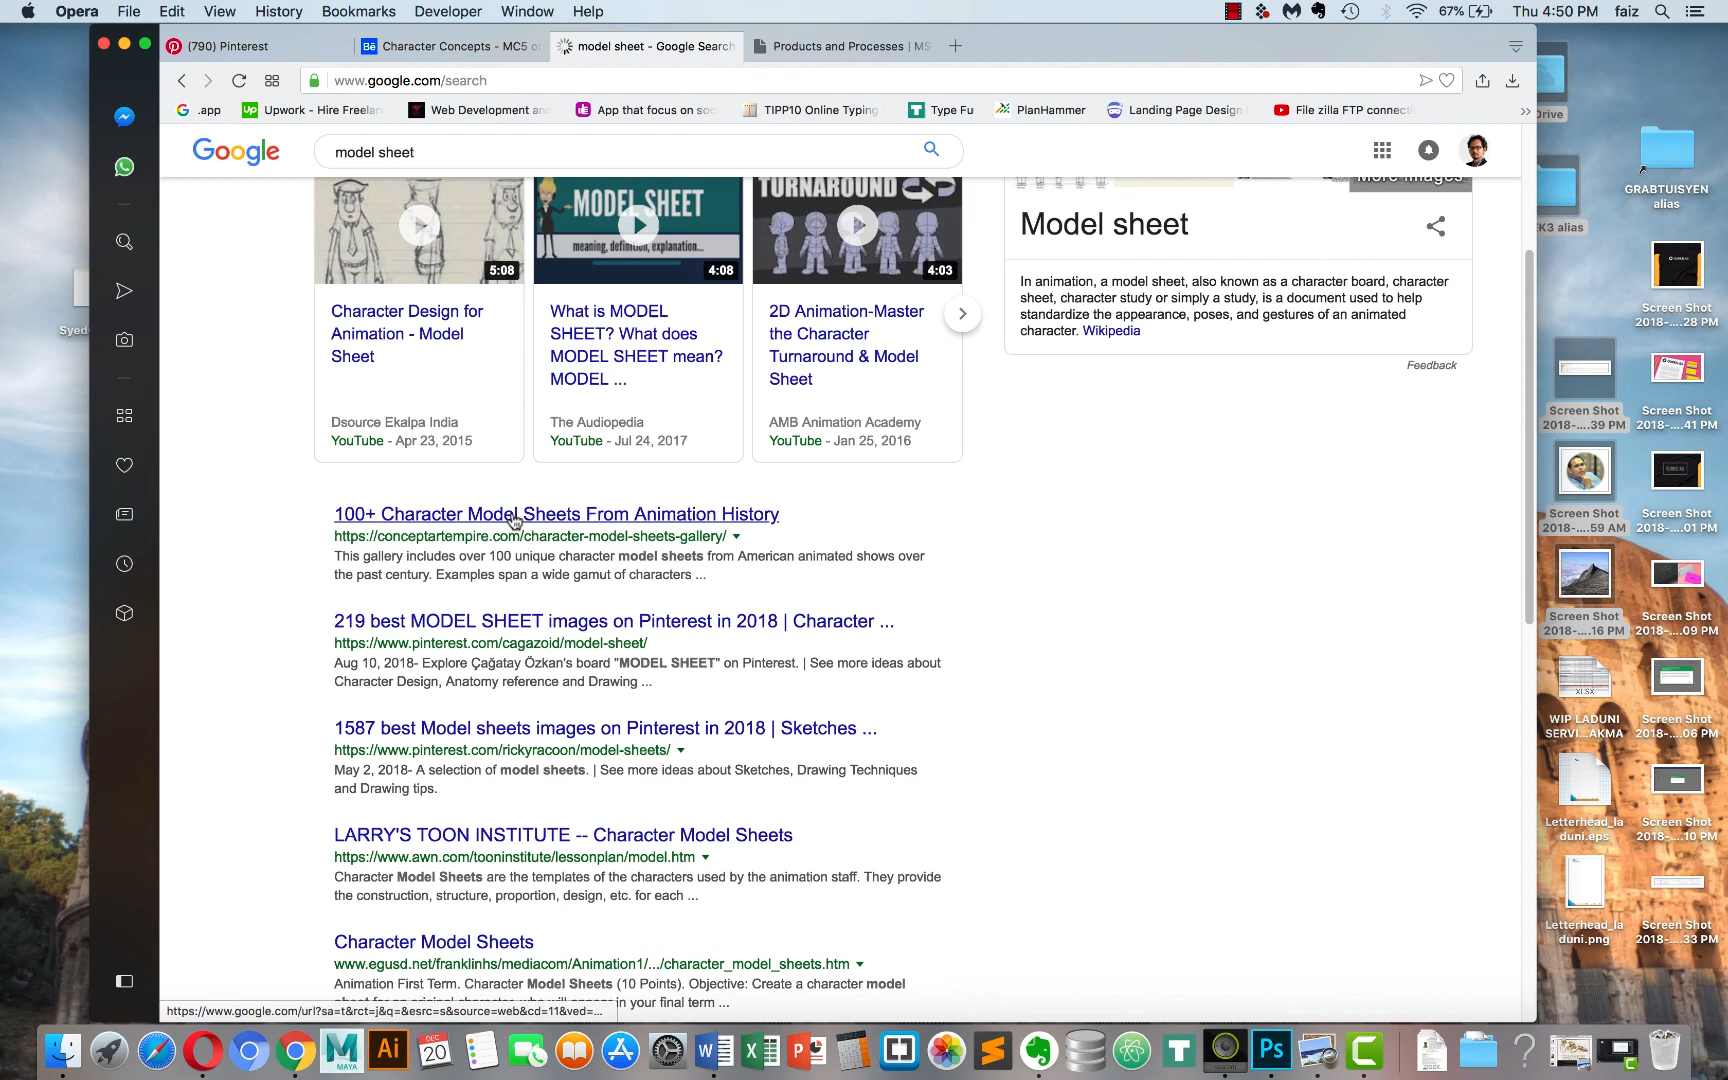 Opera File Edit View History Bookmarks Developer Window Help
67% Thu 4:50 PM faiz
(790) Pinterest
Character Concepts - MC5 or
model sheet - Google Search
Products and Processes | MS
www.google.com/search
.app
Upwork - Hire Freelan
Web Development an
App that focus on soc
TIPP10 Online Typing
Type Fu
PlanHammer
Landing Page Design
File zilla FTP connecti
Google
model sheet
MODEL SHEET
meaning, definition, explanation...
TURNAROUND
5:08
4:08
4:03
Character Design for
Animation - Model
Sheet
Dsource Ekalpa India
YouTube - Apr 23, 2015
What is MODEL
SHEET? What does
MODEL SHEET mean?
MODEL ...
The Audiopedia
YouTube - Jul 24, 2017
2D Animation-Master
the Character
Turnaround & Model
Sheet
AMB Animation Academy
YouTube - Jan 25, 2016
More images
Model sheet
In animation, a model sheet, also known as a character board, character
sheet, character study or simply a study, is a document used to help
standardize the appearance, poses, and gestures of an animated
character. Wikipedia
Feedback
100+ Character Model Sheets From Animation History
https://conceptartempire.com/character-model-sheets-gallery/
This gallery includes over 100 unique character model sheets from American animated shows over
the past century. Examples span a wide gamut of characters ...
219 best MODEL SHEET images on Pinterest in 2018 | Character ...
https://www.pinterest.com/cagazoid/model-sheet/
Aug 10, 2018- Explore Çağatay Özkan's board "MODEL SHEET" on Pinterest. | See more ideas about
Character Design, Anatomy reference and Drawing ...
1587 best Model sheets images on Pinterest in 2018 | Sketches ...
https://www.pinterest.com/rickyracoon/model-sheets/
May 2, 2018- A selection of model sheets. | See more ideas about Sketches, Drawing Techniques
and Drawing tips.
LARRY'S TOON INSTITUTE -- Character Model Sheets
https://www.awn.com/tooninstitute/lessonplan/model.htm
Character Model Sheets are the templates of the characters used by the animation staff. They provide
the construction, structure, proportion, design, etc. for each ...
Character Model Sheets
www.egusd.net/franklinhs/mediacom/Animation1/.../character_model_sheets.htm
Animation First Term. Character Model Sheets (10 Points). Objective: Create a character model
sheet for an original character, who will appear in your final term ...
https://www.google.com/url?sa=t&rct=j&q=&esrc=s&source=web&cd=11&ved=...
Syed
Drive
K3 alias
GRABTUISYEN
alias
Screen Shot
2018-....28 PM
Screen Shot
2018-....39 PM
Screen Shot
2018-....41 PM
Screen Shot
2018-....59 AM
Screen Shot
2018-....01 PM
Screen Shot
2018-....16 PM
Screen Shot
2018-....09 PM
XLSX
WIP LADUNI
SERVI...AKMA
Screen Shot
2018-....06 PM
Letterhead_la
duni.eps
Screen Shot
2018-....10 PM
Letterhead_la
duni.png
Screen Shot
2018-....33 PM
MAYA
Ai
DEC
20
Ps